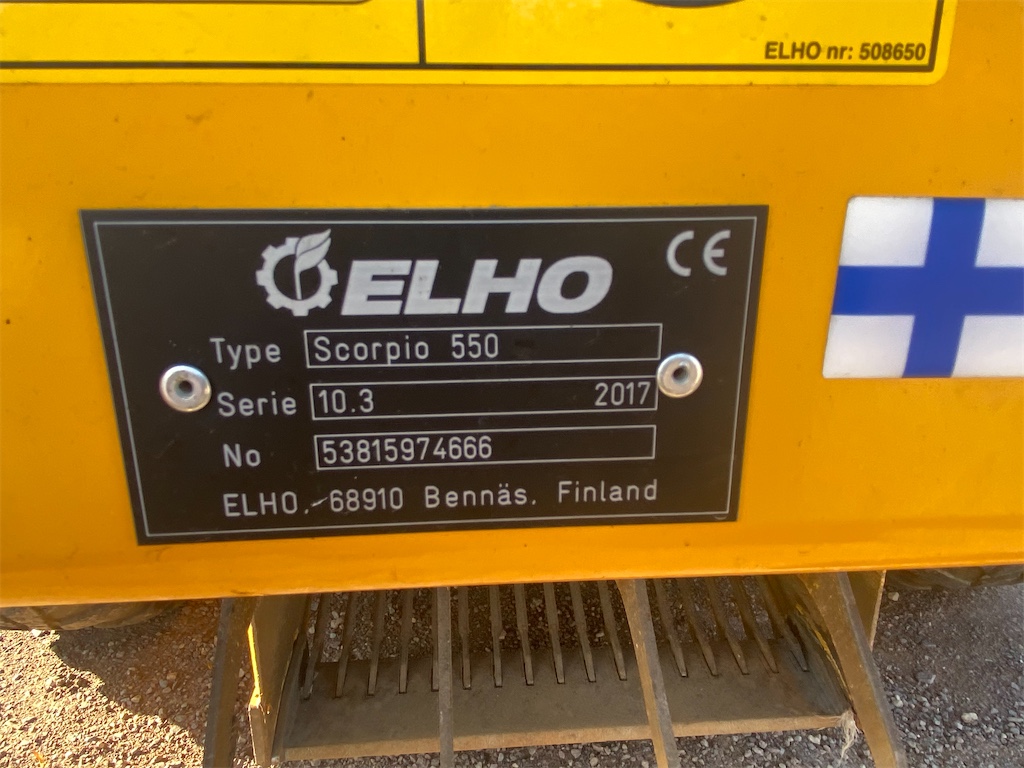 ELHO nr: 508650
ELHO CE
Type Scorpio 550
Serie 10.3 2017
No 53815974666
ELHO,-68910 Bennäs. Finland